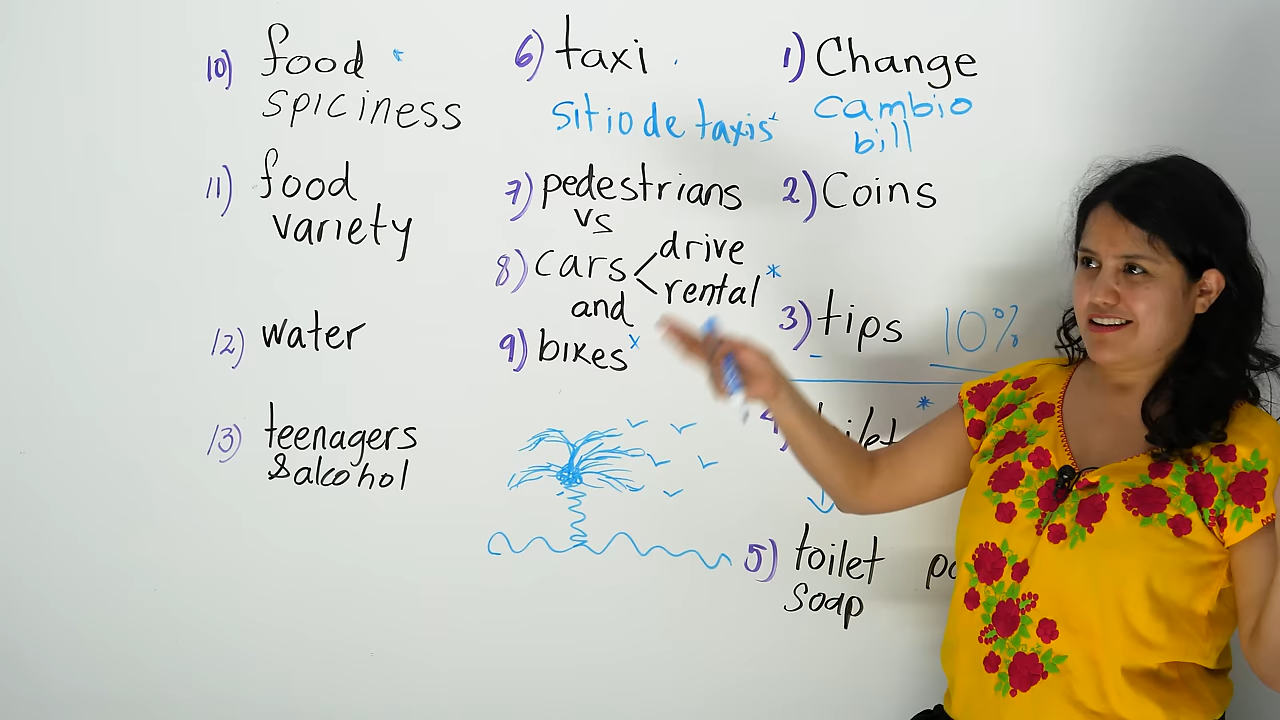 1) Change
cambio
bill
2) Coins
3) tips 10%
toilet
5) toilet
soap
6) taxi
sitio de taxis
7) pedestrians
vs
8) cars drive
rental
and
9) bikes
10) food
spiciness
11) food
variety
12) water
13) teenagers
& alcohol